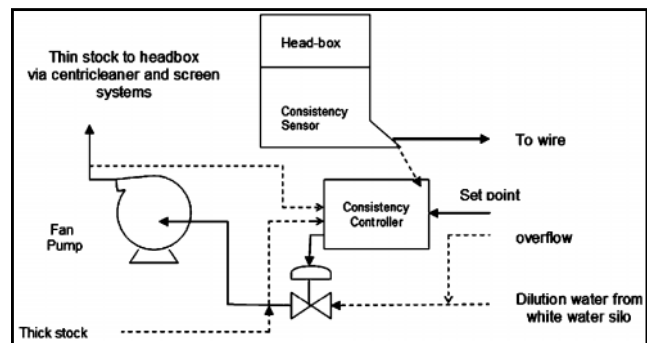 Thin stock to headbox
via centricleaner and screen
systems
Head-box
Consistency
Sensor
To wire
Consistency
Controller
Set point
Fan
Pump
overflow
Dilution water from
white water silo
Thick stock